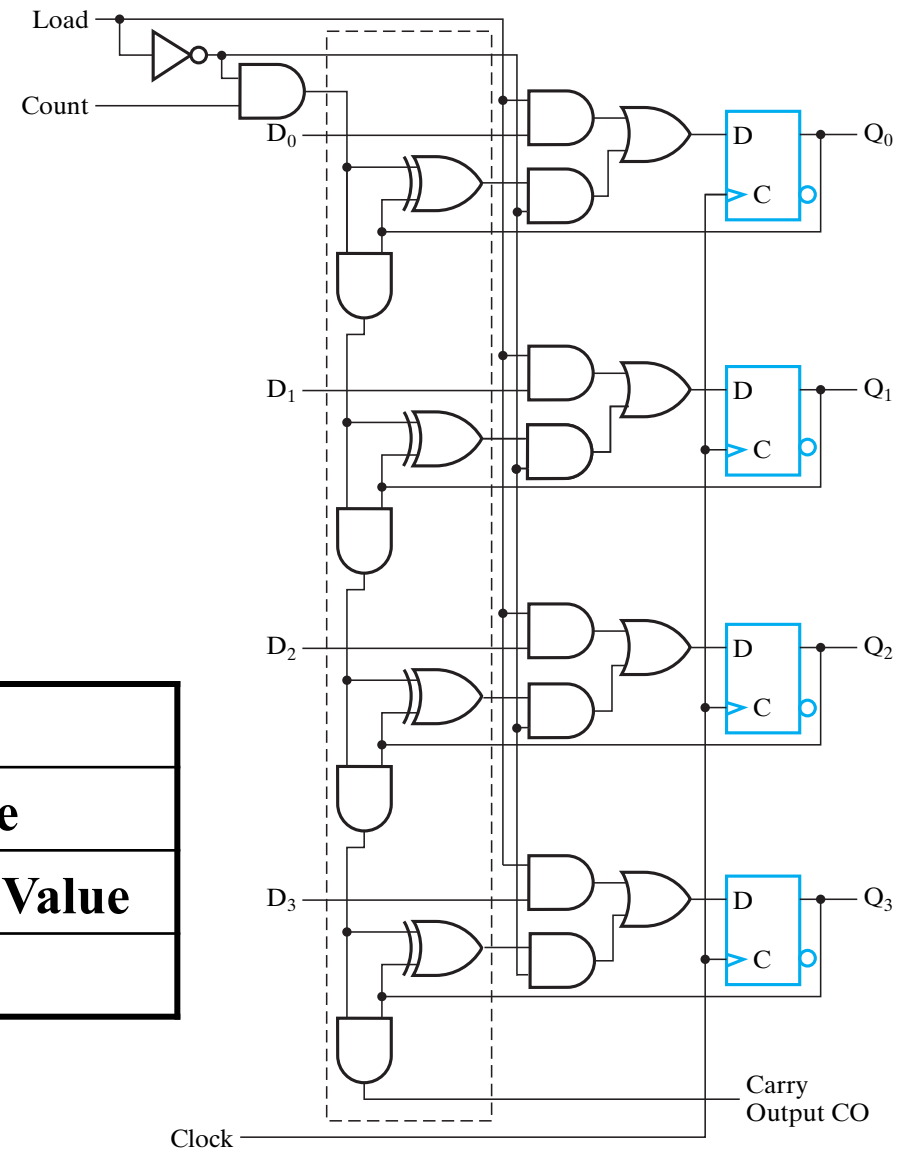 Load
Count
D0
D C
Q0
D1
D C
Q1
D2
D C
Q2
e
Value
D3
D C
Q3
Carry
Output CO
Clock